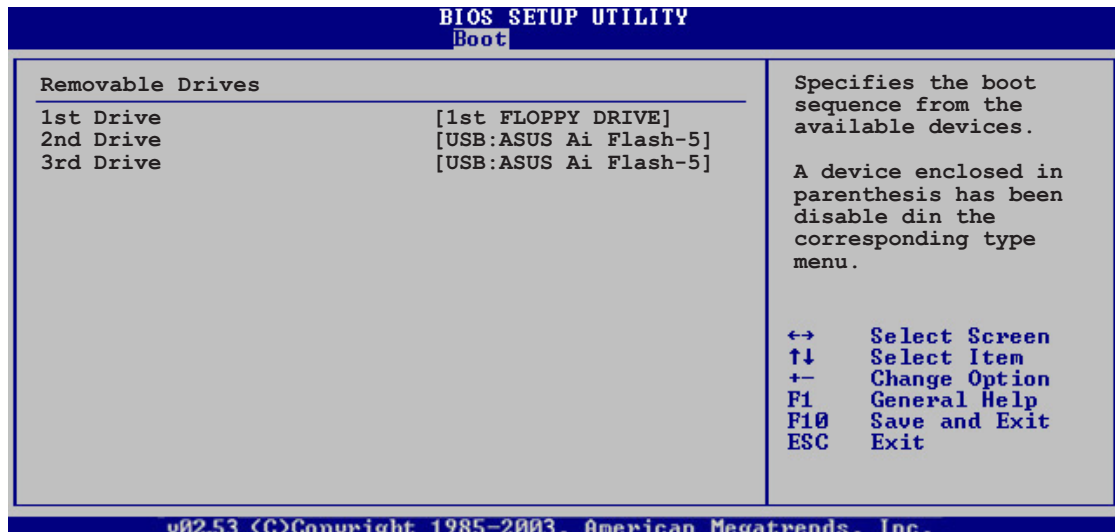 BIOS SETUP UTILITY
Boot
Removable Drives
1st Drive [1st FLOPPY DRIVE]
2nd Drive [USB:ASUS Ai Flash-5]
3rd Drive [USB:ASUS Ai Flash-5]
Specifies the boot
sequence from the
available devices.
A device enclosed in
parenthesis has been
disable din the
corresponding type
menu.
←→ Select Screen
↑↓ Select Item
+- Change Option
F1 General Help
F10 Save and Exit
ESC Exit
v02.53 (C)Copyright 1985-2003, American Megatrends, Inc.